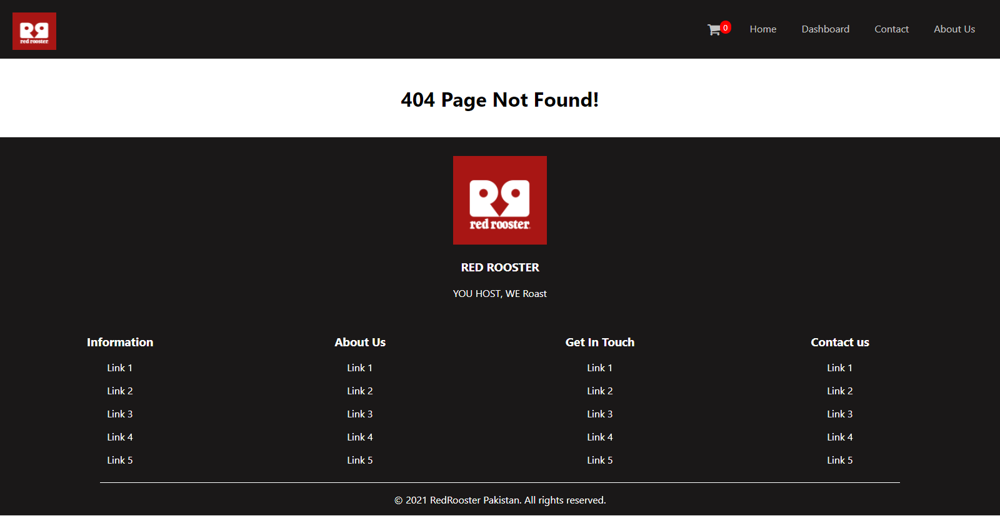 red rooster
0 Home Dashboard Contact About Us
404 Page Not Found!
red rooster
RED ROOSTER
YOU HOST, WE Roast
Information About Us Get In Touch Contact us
Link 1 Link 1 Link 1 Link 1
Link 2 Link 2 Link 2 Link 2
Link 3 Link 3 Link 3 Link 3
Link 4 Link 4 Link 4 Link 4
Link 5 Link 5 Link 5 Link 5
© 2021 RedRooster Pakistan. All rights reserved.